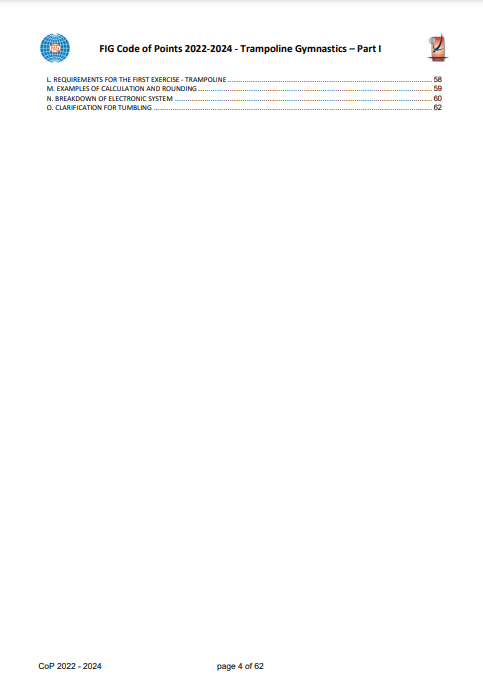 FIG Code of Points 2022-2024 - Trampoline Gymnastics – Part I
L. REQUIREMENTS FOR THE FIRST EXERCISE - TRAMPOLINE ........ 58
M. EXAMPLES OF CALCULATION AND ROUNDING ........ 59
N. BREAKDOWN OF ELECTRONIC SYSTEM ........ 60
O. CLARIFICATION FOR TUMBLING ........ 62
CoP 2022 - 2024 page 4 of 62